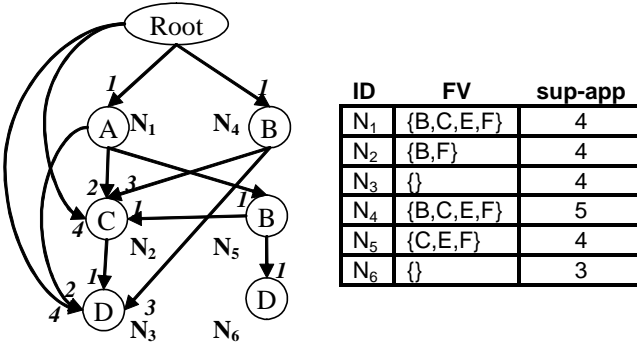 Root
1
1
A
N1
N4
B
2
3
1
1
C
B
4
N2
N5
1
1
2
D
3
D
4
N3
N6
ID FV sup-app
N1 {B,C,E,F} 4
N2 {B,F} 4
N3 {} 4
N4 {B,C,E,F} 5
N5 {C,E,F} 4
N6 {} 3